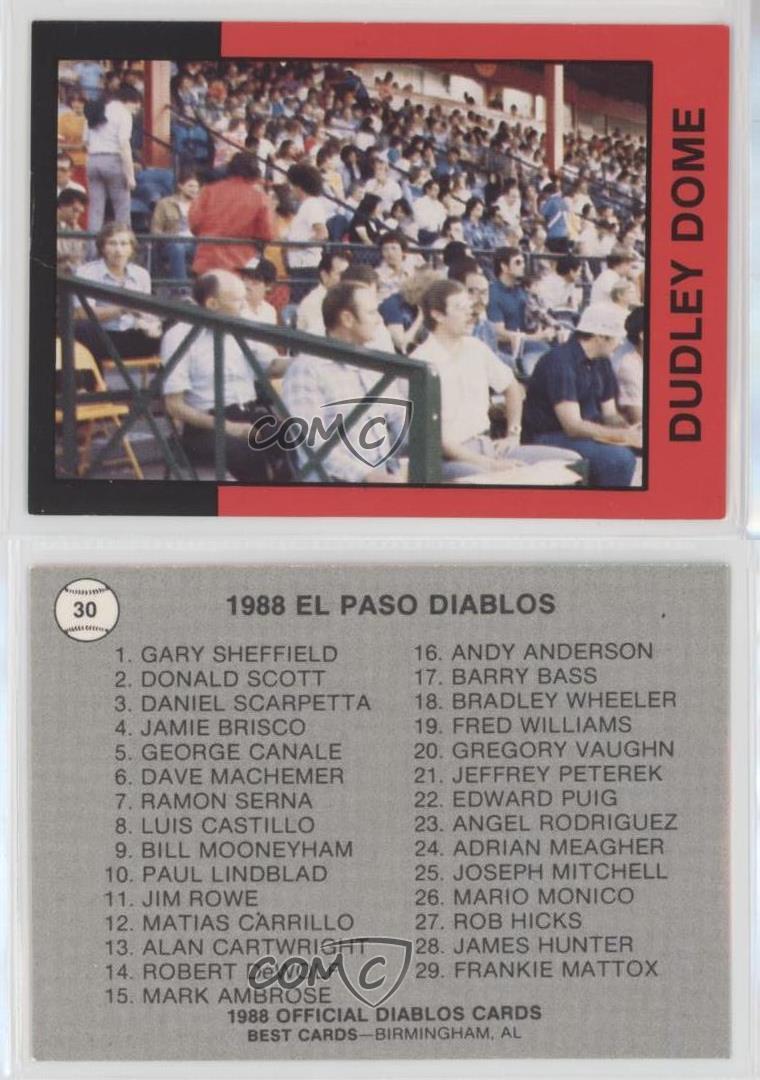 DUDLEY DOME
COMC
30
1988 EL PASO DIABLOS
1. GARY SHEFFIELD
2. DONALD SCOTT
3. DANIEL SCARPETTA
4. JAMIE BRISCO
5. GEORGE CANALE
6. DAVE MACHEMER
7. RAMON SERNA
8. LUIS CASTILLO
9. BILL MOONEYHAM
10. PAUL LINDBLAD
11. JIM ROWE
12. MATIAS CARRILLO
13. ALAN CARTWRIGHT
14. ROBERT DeWOLF
15. MARK AMBROSE
16. ANDY ANDERSON
17. BARRY BASS
18. BRADLEY WHEELER
19. FRED WILLIAMS
20. GREGORY VAUGHN
21. JEFFREY PETEREK
22. EDWARD PUIG
23. ANGEL RODRIGUEZ
24. ADRIAN MEAGHER
25. JOSEPH MITCHELL
26. MARIO MONICO
27. ROB HICKS
28. JAMES HUNTER
29. FRANKIE MATTOX
COMC
1988 OFFICIAL DIABLOS CARDS
BEST CARDS—BIRMINGHAM, AL